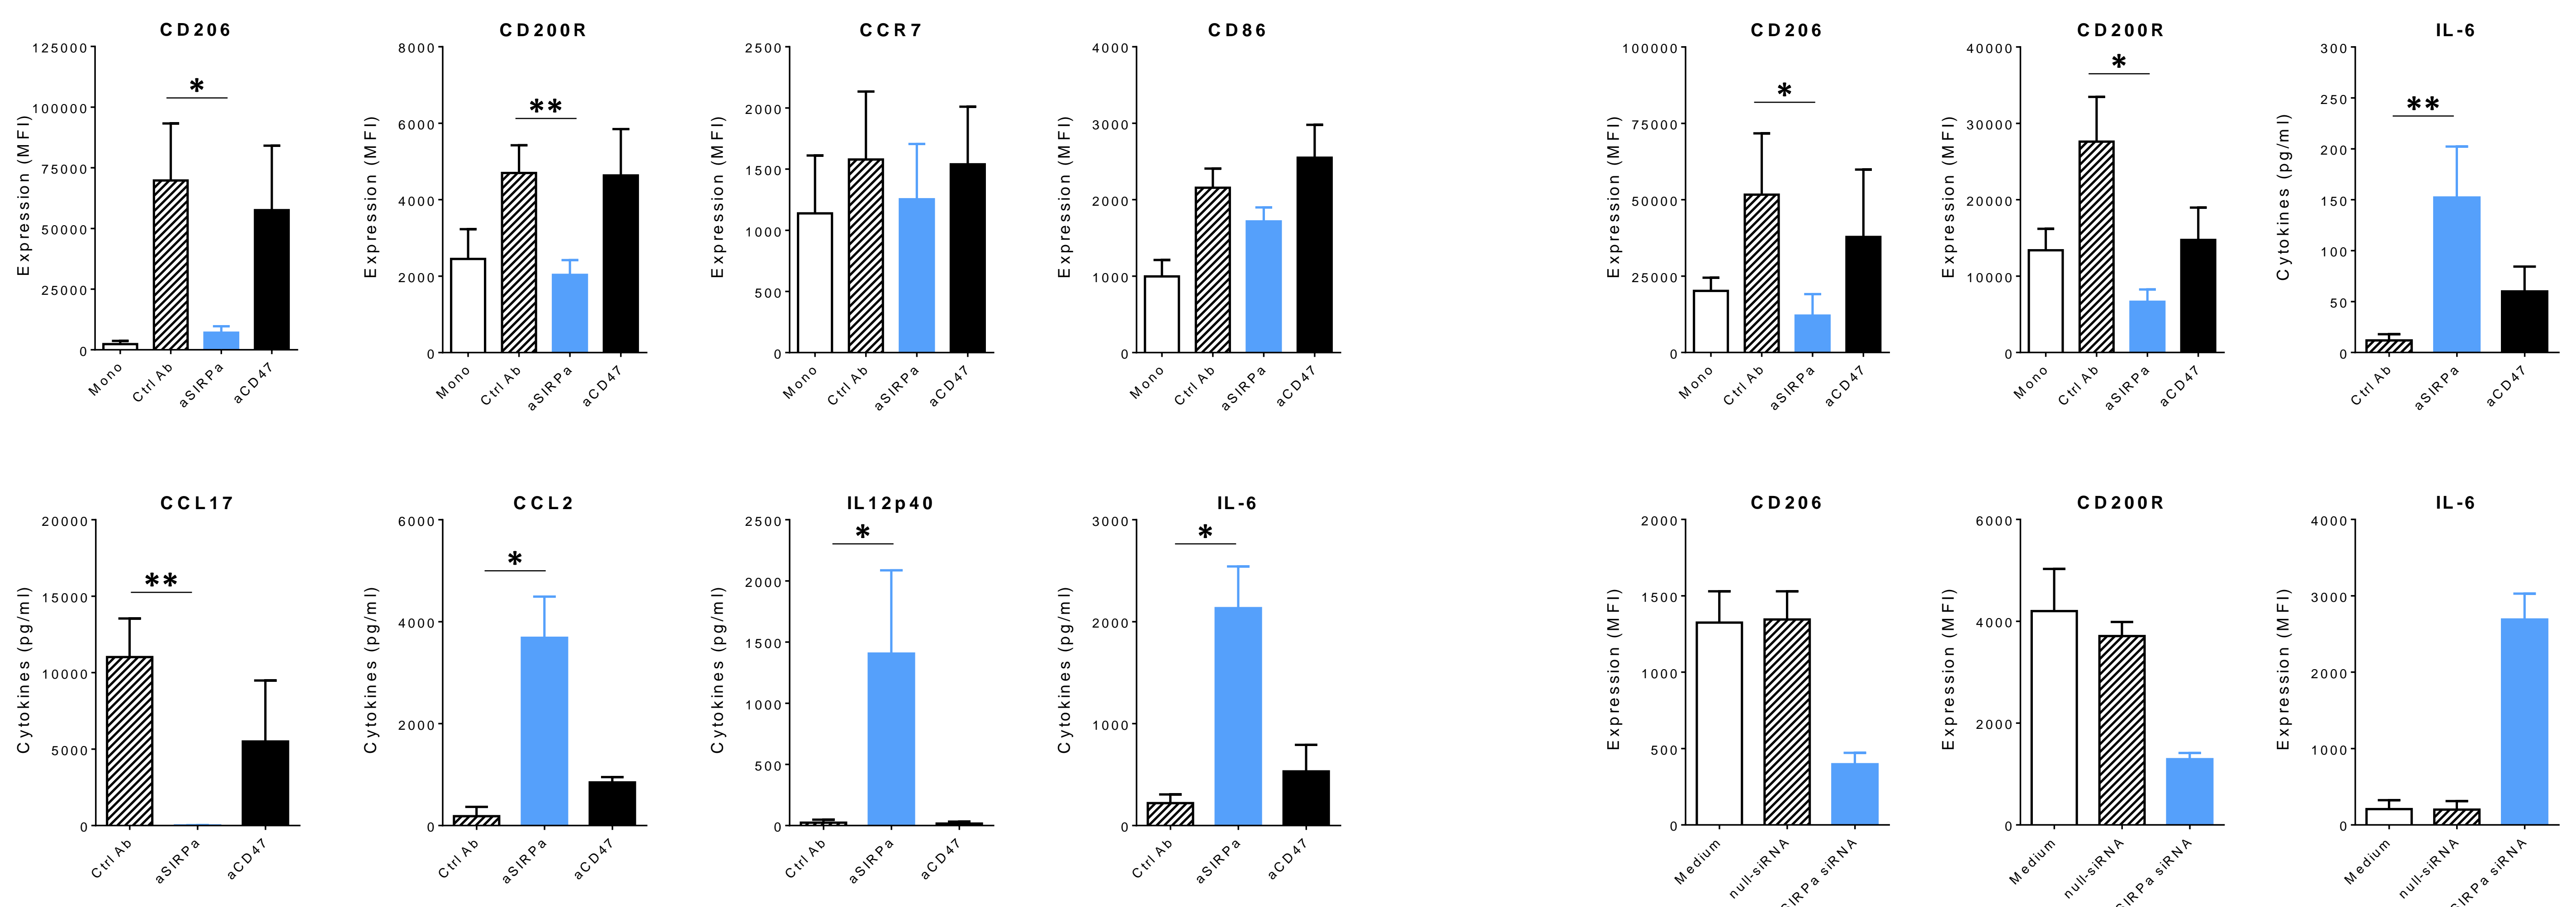 CD206
125000
100000
75000
50000
25000
0
Expression (MFI)
*
Mono
Ctrl Ab
aSIRPa
aCD47
CD200R
8000
6000
4000
2000
0
Expression (MFI)
**
Mono
Ctrl Ab
aSIRPa
aCD47
CCR7
2500
2000
1500
1000
500
0
Expression (MFI)
Mono
Ctrl Ab
aSIRPa
aCD47
CD86
4000
3000
2000
1000
0
Expression (MFI)
Mono
Ctrl Ab
aSIRPa
aCD47
CD206
100000
75000
50000
25000
0
Expression (MFI)
*
Mono
Ctrl Ab
aSIRPa
aCD47
CD200R
40000
30000
20000
10000
0
Expression (MFI)
*
Mono
Ctrl Ab
aSIRPa
aCD47
IL-6
300
250
200
150
100
50
0
Cytokines (pg/ml)
**
Ctrl Ab
aSIRPa
aCD47
CCL17
20000
15000
10000
5000
0
Cytokines (pg/ml)
**
Ctrl Ab
aSIRPa
aCD47
CCL2
6000
4000
2000
0
Cytokines (pg/ml)
*
Ctrl Ab
aSIRPa
aCD47
IL12p40
2500
2000
1500
1000
500
0
Cytokines (pg/ml)
*
Ctrl Ab
aSIRPa
aCD47
IL-6
3000
2000
1000
0
Cytokines (pg/ml)
*
Ctrl Ab
aSIRPa
aCD47
CD206
2000
1500
1000
500
0
Expression (MFI)
Medium
null-siRNA
SIRPa siRNA
CD200R
6000
4000
2000
0
Expression (MFI)
Medium
null-siRNA
SIRPa siRNA
IL-6
4000
3000
2000
1000
0
Expression (MFI)
Medium
null-siRNA
SIRPa siRNA